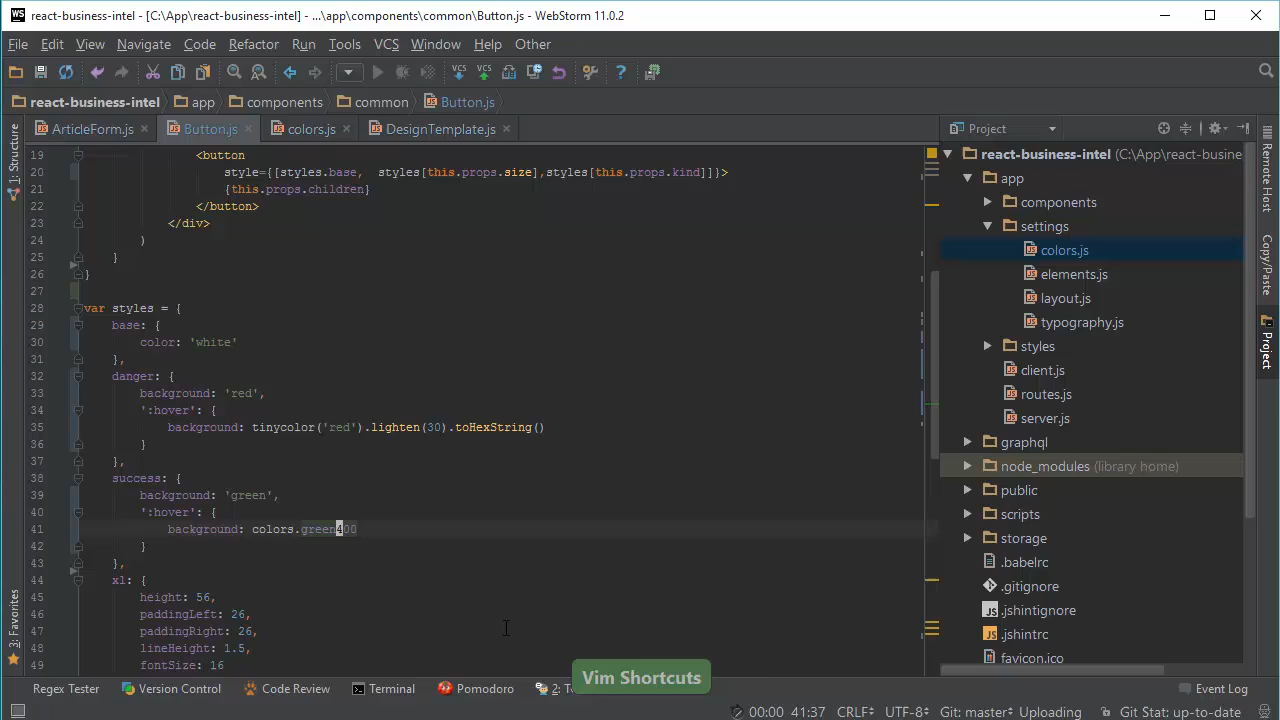 WS react-business-intel - [C:\App\react-business-intel] - ...\app\components\common\Button.js - WebStorm 11.0.2
File Edit View Navigate Code Refactor Run Tools VCS Window Help Other
VCS VCS ?
react-business-intel app components common Button.js
ArticleForm.js Button.js colors.js DesignTemplate.js
1: Structure
3: Favorites
19 <button
20 style={[styles.base,  styles[this.props.size],styles[this.props.kind]]}>
21 {this.props.children}
22 </button>
23 </div>
24 )
25 }
26 }
27
28 var styles = {
29 base: {
30 color: 'white'
31 },
32 danger: {
33 background: 'red',
34 ':hover': {
35 background: tinycolor('red').lighten(30).toHexString()
36 }
37 },
38 success: {
39 background: 'green',
40 ':hover': {
41 background: colors.green400
42 }
43 },
44 xl: {
45 height: 56,
46 paddingLeft: 26,
47 paddingRight: 26,
48 lineHeight: 1.5,
49 fontSize: 16
Project
react-business-intel (C:\App\react-busine
app
components
settings
colors.js
elements.js
layout.js
typography.js
styles
client.js
routes.js
server.js
graphql
node_modules (library home)
public
scripts
storage
.babelrc
.gitignore
.jshintignore
.jshintrc
favicon.ico
Remote Host
Copy/Paste
Project
Vim Shortcuts
Regex Tester Version Control Code Review Terminal Pomodoro Event Log
00:00 41:37 CRLF UTF-8 Git: master Uploading Git Stat: up-to-date